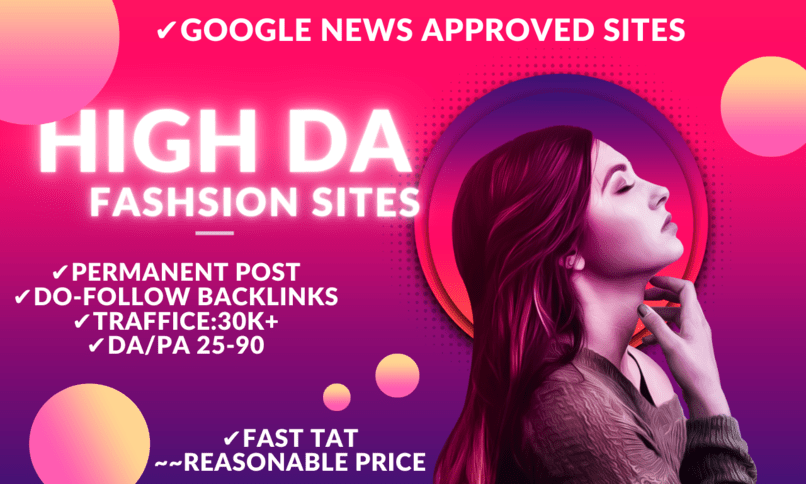 ✔GOOGLE NEWS APPROVED SITES
HIGH DA
FASHSION SITES
✔PERMANENT POST
✔DO-FOLLOW BACKLINKS
✔TRAFFICE:30K+
✔DA/PA 25-90
✔FAST TAT
~~REASONABLE PRICE